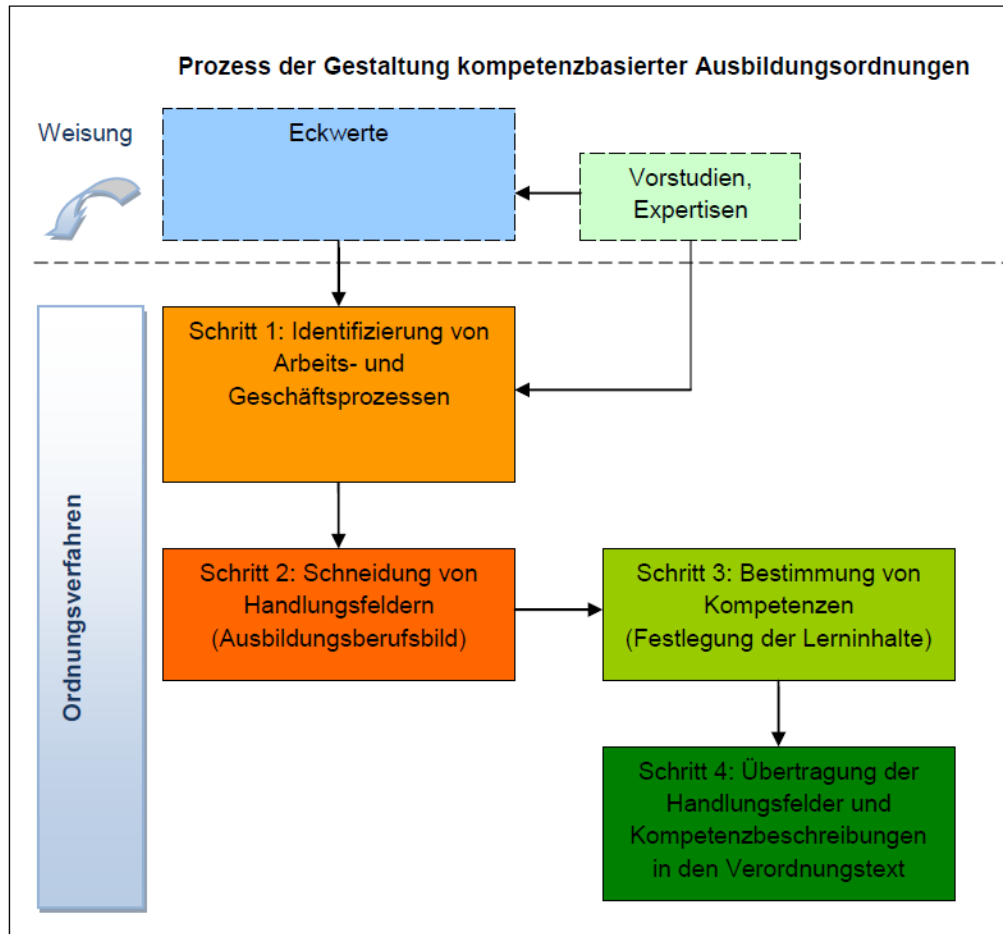 Prozess der Gestaltung kompetenzbasierter Ausbildungsordnungen
Weisung
Eckwerte
Vorstudien,
Expertisen
Ordnungsverfahren
Schritt 1: Identifizierung von
Arbeits- und
Geschäftsprozessen
Schritt 2: Schneidung von
Handlungsfeldern
(Ausbildungsberufsbild)
Schritt 3: Bestimmung von
Kompetenzen
(Festlegung der Lerninhalte)
Schritt 4: Übertragung der
Handlungsfelder und
Kompetenzbeschreibungen
in den Verordnungstext